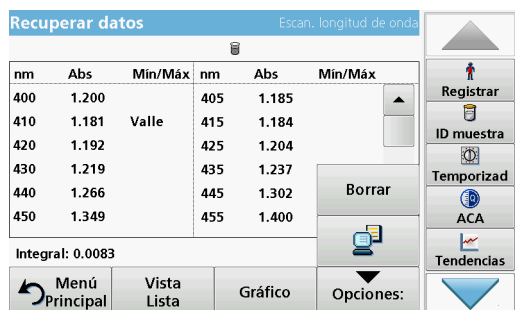 Recuperar datos
Escan. longitud de onda
nm Abs Mín/Máx nm Abs Mín/Máx
400 1.200 405 1.185
410 1.181 Valle 415 1.184
420 1.192 425 1.204
430 1.219 435 1.237
440 1.266 445 1.302
450 1.349 455 1.400
Integral: 0.0083
Borrar
Menú
Principal
Vista
Lista
Gráfico
Opciones:
Registrar
ID muestra
Temporizad
ACA
Tendencias